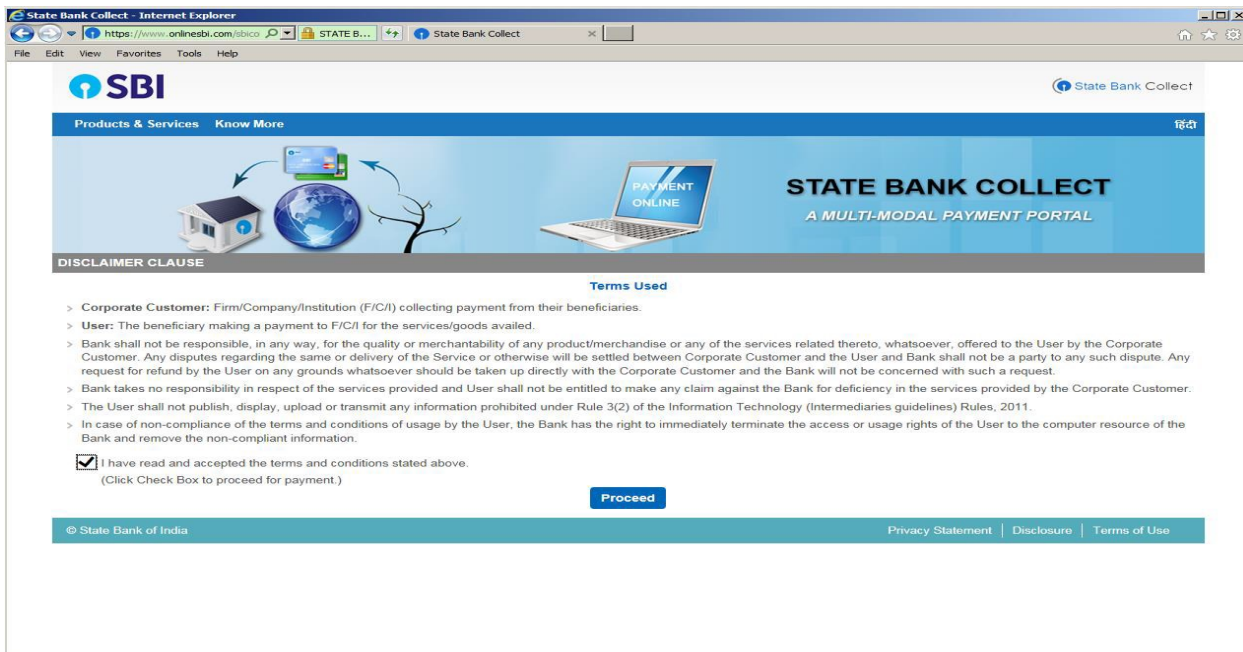 State Bank Collect - Internet Explorer
https://www.onlinesbi.com/sbico
STATE B...
State Bank Collect
File Edit View Favorites Tools Help
SBI
State Bank Collect
Products & Services Know More
हिंदी
PAYMENT
ONLINE
STATE BANK COLLECT
A MULTI-MODAL PAYMENT PORTAL
DISCLAIMER CLAUSE
Terms Used
> Corporate Customer: Firm/Company/Institution (F/C/I) collecting payment from their beneficiaries.
> User: The beneficiary making a payment to F/C/I for the services/goods availed.
> Bank shall not be responsible, in any way, for the quality or merchantability of any product/merchandise or any of the services related thereto, whatsoever, offered to the User by the Corporate
Customer. Any disputes regarding the same or delivery of the Service or otherwise will be settled between Corporate Customer and the User and Bank shall not be a party to any such dispute. Any
request for refund by the User on any grounds whatsoever should be taken up directly with the Corporate Customer and the Bank will not be concerned with such a request.
> Bank takes no responsibility in respect of the services provided and User shall not be entitled to make any claim against the Bank for deficiency in the services provided by the Corporate Customer.
> The User shall not publish, display, upload or transmit any information prohibited under Rule 3(2) of the Information Technology (Intermediaries guidelines) Rules, 2011.
> In case of non-compliance of the terms and conditions of usage by the User, the Bank has the right to immediately terminate the access or usage rights of the User to the computer resource of the
Bank and remove the non-compliant information.
I have read and accepted the terms and conditions stated above.
(Click Check Box to proceed for payment.)
Proceed
© State Bank of India
Privacy Statement | Disclosure | Terms of Use